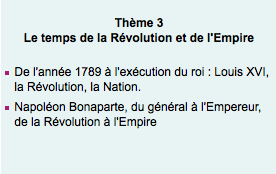 Thème 3
Le temps de la Révolution et de l'Empire
De l'année 1789 à l'exécution du roi : Louis XVI,
la Révolution, la Nation.
Napoléon Bonaparte, du général à l'Empereur,
de la Révolution à l'Empire